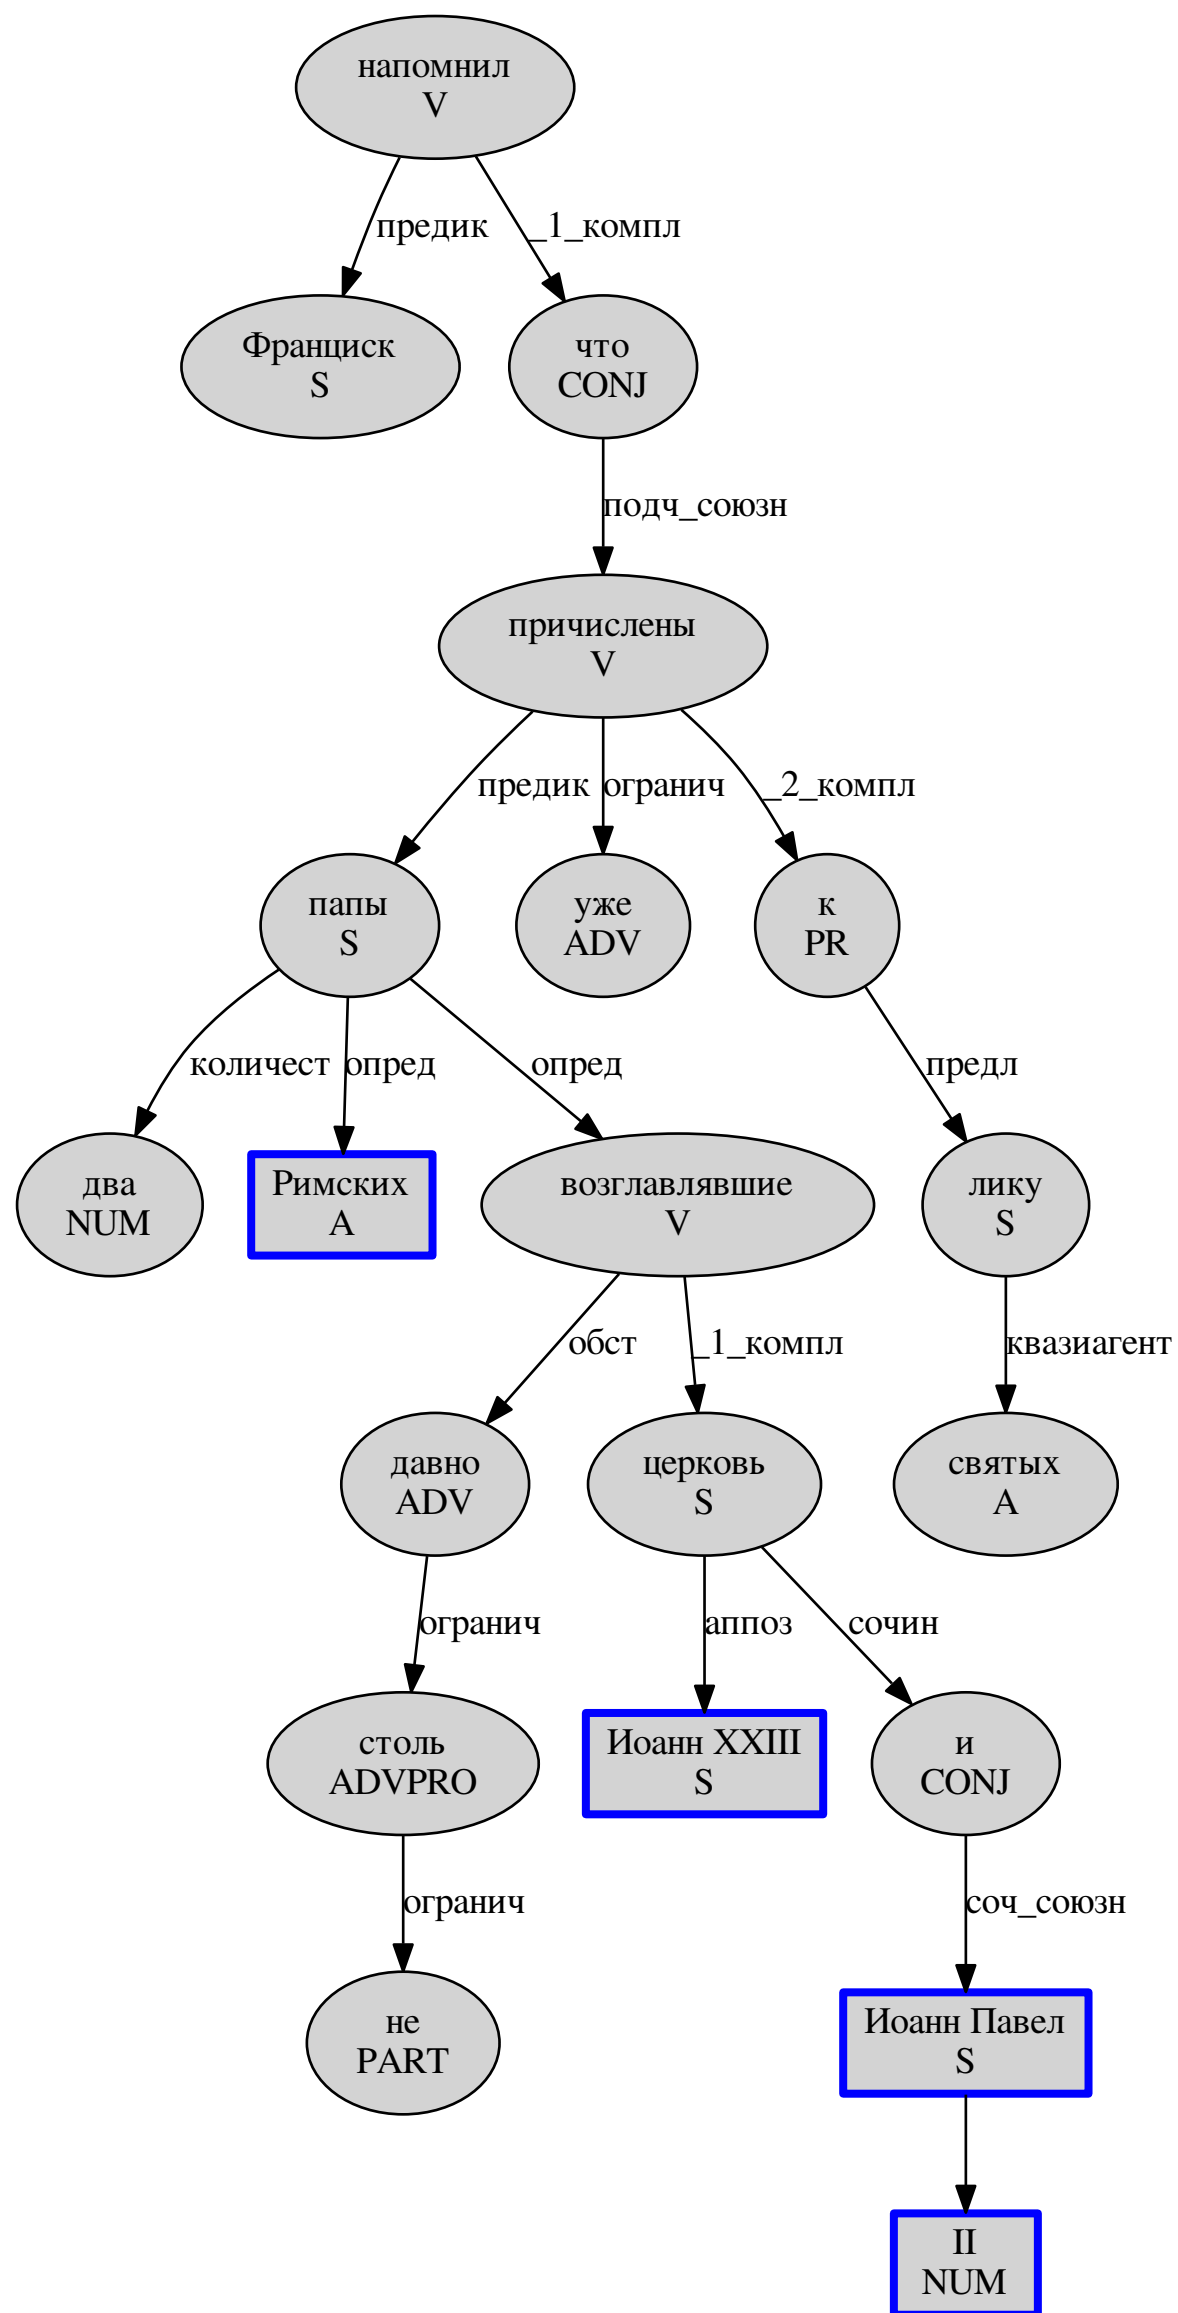 напомнил
V
предик
_1_компл
Франциск
S
что
CONJ
подч_союзн
причислены
V
предик
огранич
_2_компл
папы
S
уже
ADV
к
PR
количест
опред
опред
предл
два
NUM
Римских
A
возглавлявшие
V
лику
S
обст
_1_компл
квазиагент
давно
ADV
церковь
S
святых
A
огранич
аппоз
сочин
столь
ADVPRO
Иоанн XXIII
S
и
CONJ
огранич
соч_союзн
не
PART
Иоанн Павел
S
II
NUM